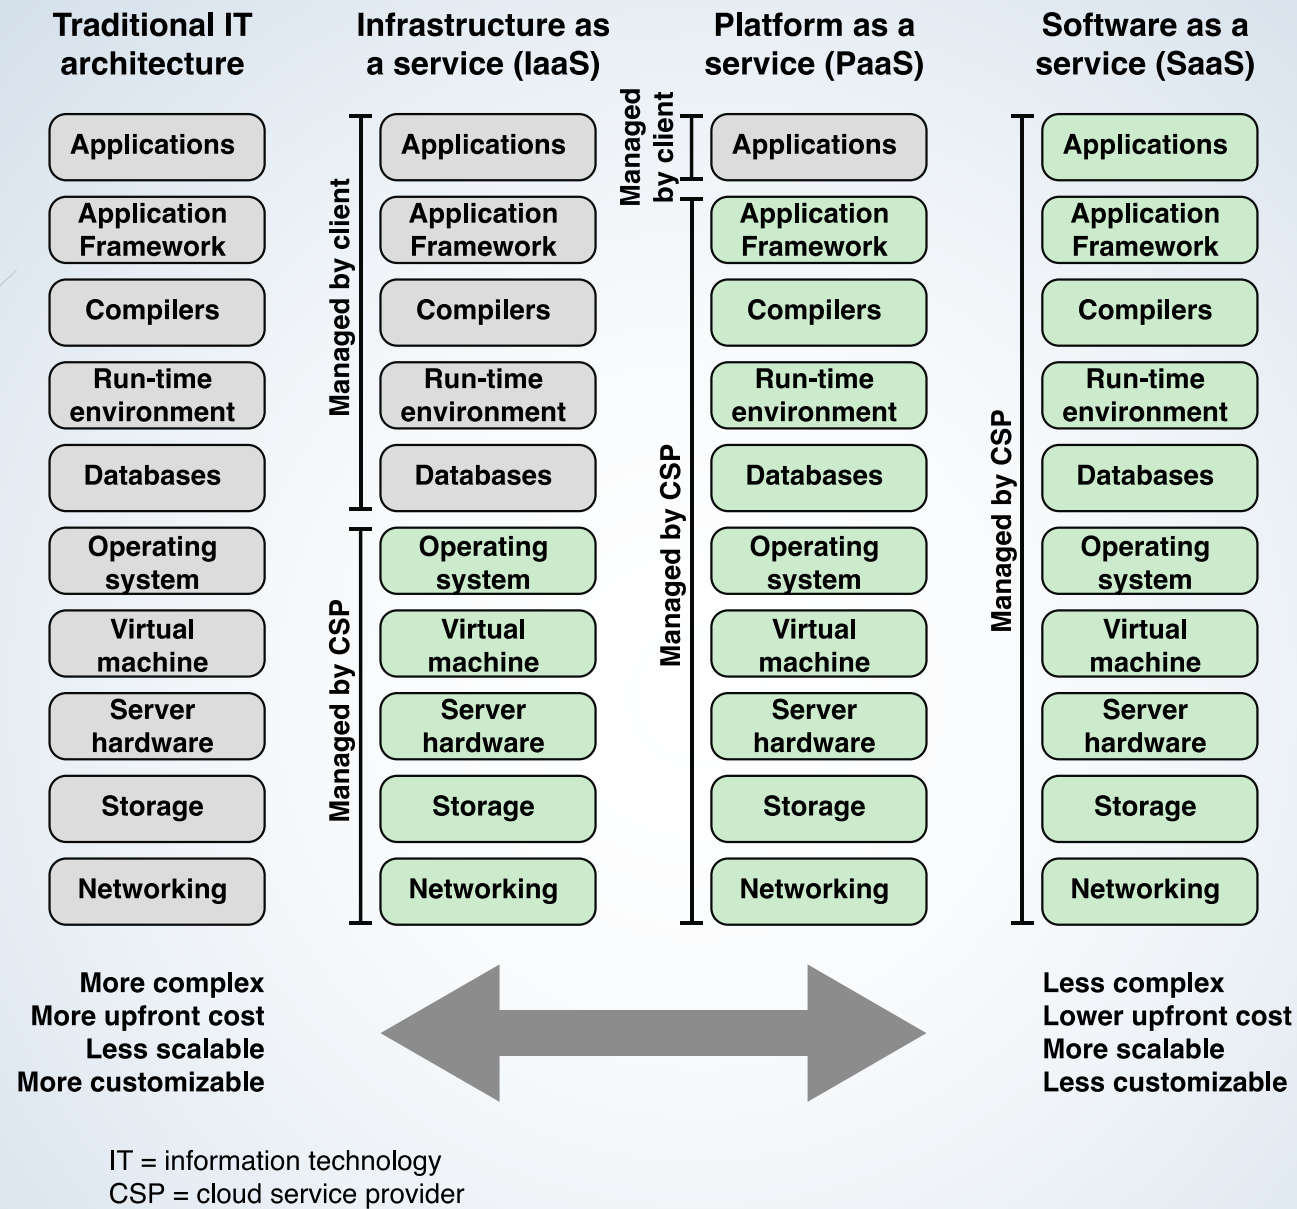 Traditional IT
architecture
Applications
Application
Framework
Compilers
Run-time
environment
Databases
Operating
system
Virtual
machine
Server
hardware
Storage
Networking
Infrastructure as
a service (IaaS)
Managed by client
Managed by CSP
Applications
Application
Framework
Compilers
Run-time
environment
Databases
Operating
system
Virtual
machine
Server
hardware
Storage
Networking
Platform as a
service (PaaS)
Managed
by client
Managed by CSP
Applications
Application
Framework
Compilers
Run-time
environment
Databases
Operating
system
Virtual
machine
Server
hardware
Storage
Networking
Software as a
service (SaaS)
Managed by CSP
Applications
Application
Framework
Compilers
Run-time
environment
Databases
Operating
system
Virtual
machine
Server
hardware
Storage
Networking
More complex
More upfront cost
Less scalable
More customizable
Less complex
Lower upfront cost
More scalable
Less customizable
IT = information technology
CSP = cloud service provider